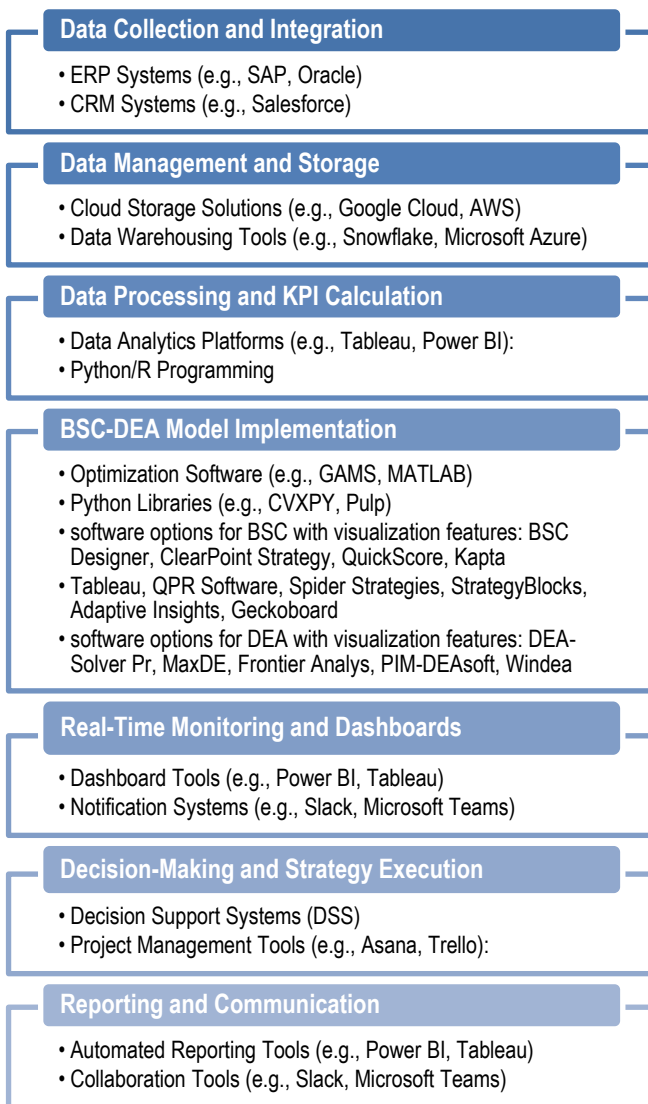 Data Collection and Integration
• ERP Systems (e.g., SAP, Oracle)
• CRM Systems (e.g., Salesforce)
Data Management and Storage
• Cloud Storage Solutions (e.g., Google Cloud, AWS)
• Data Warehousing Tools (e.g., Snowflake, Microsoft Azure)
Data Processing and KPI Calculation
• Data Analytics Platforms (e.g., Tableau, Power BI):
• Python/R Programming
BSC-DEA Model Implementation
• Optimization Software (e.g., GAMS, MATLAB)
• Python Libraries (e.g., CVXPY, Pulp)
• software options for BSC with visualization features: BSC
Designer, ClearPoint Strategy, QuickScore, Kapta
• Tableau, QPR Software, Spider Strategies, StrategyBlocks,
Adaptive Insights, Geckoboard
• software options for DEA with visualization features: DEA-
Solver Pr, MaxDE, Frontier Analys, PIM-DEAsoft, Windea
Real-Time Monitoring and Dashboards
• Dashboard Tools (e.g., Power BI, Tableau)
• Notification Systems (e.g., Slack, Microsoft Teams)
Decision-Making and Strategy Execution
• Decision Support Systems (DSS)
• Project Management Tools (e.g., Asana, Trello):
Reporting and Communication
• Automated Reporting Tools (e.g., Power BI, Tableau)
• Collaboration Tools (e.g., Slack, Microsoft Teams)